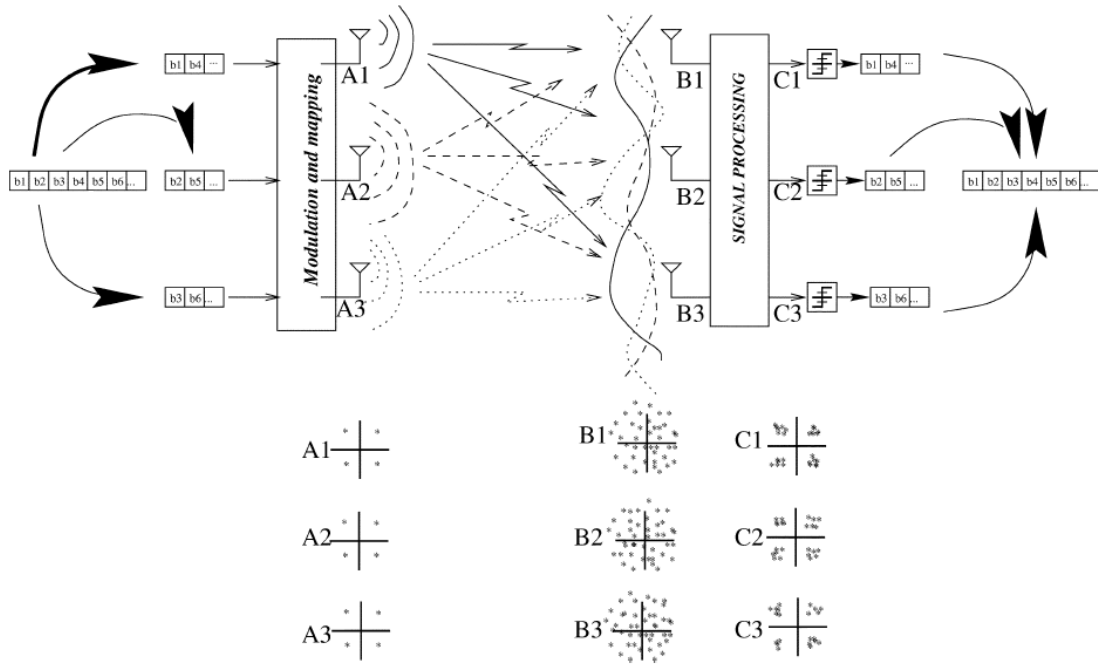 b1 b4 ...
b1 b2 b3 b4 b5 b6...
b2 b5 ...
b3 b6 ...
Modulation and mapping
A1
A2
A3
B1
B2
B3
SIGNAL PROCESSING
C1
C2
C3
b1 b4 ...
b2 b5 ...
b3 b6 ...
b1 b2 b3 b4 b5 b6...
A1
B1
C1
A2
B2
C2
A3
B3
C3